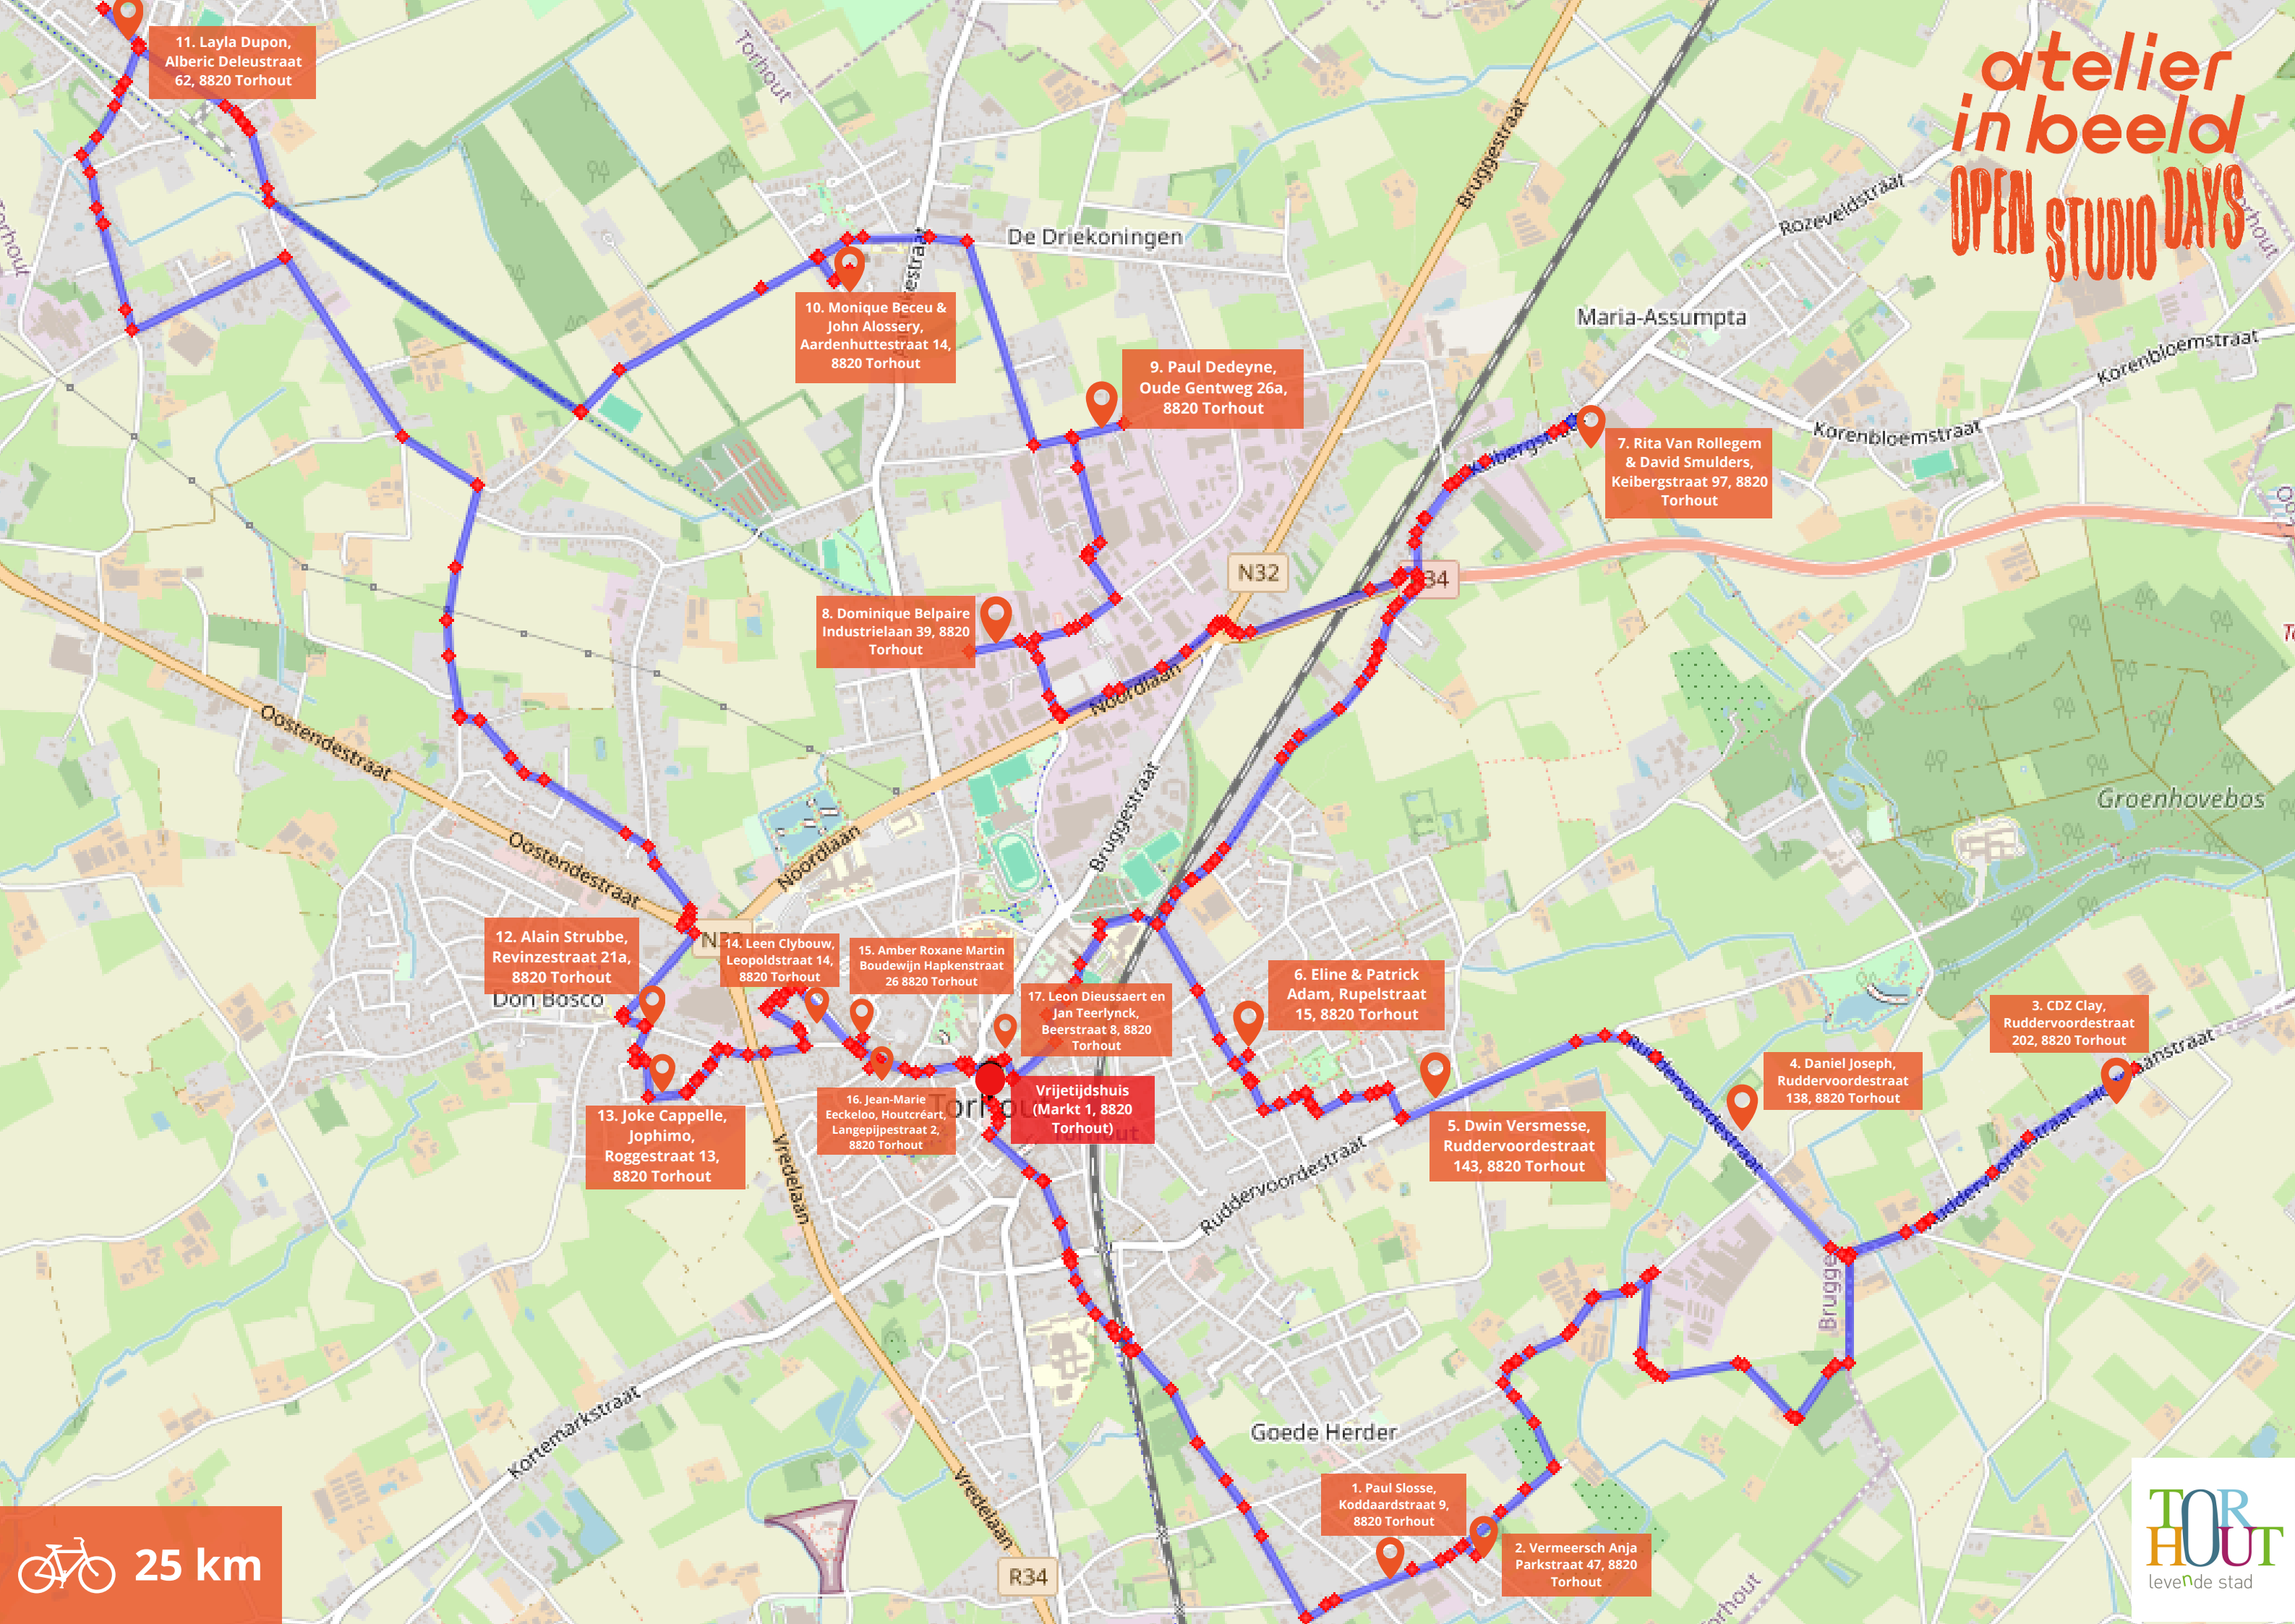 11. Layla Dupon,
Alberic Deleustraat
62, 8820 Torhout
Torhout
atelier
in beeld
OPEN STUDIO DAYS
Bruggestraat
Rozeveldstraat
De Driekoningen
Maria-Assumpta
Korenbloemstraat
Korenbloemstraat
10. Monique Beceu &
John Alossery,
Aardenhuttestraat 14,
8820 Torhout
9. Paul Dedeyne,
Oude Gentweg 26a,
8820 Torhout
7. Rita Van Rollegem
& David Smulders,
Keibergstraat 97, 8820
Torhout
N32
8. Dominique Belpaire
Industrielaan 39, 8820
Torhout
Noordlaan
Oostendestraat
Bruggestraat
Noordlaan
Oostendestraat
Groenhovebos
12. Alain Strubbe,
Revinzestraat 21a,
8820 Torhout
Don Bosco
14. Leen Clybouw,
Leopoldstraat 14,
8820 Torhout
15. Amber Roxane Martin
Boudewijn Hapkenstraat
26 8820 Torhout
17. Leon Dieussaert en
Jan Teerlynck,
Beerstraat 8, 8820
Torhout
6. Eline & Patrick
Adam, Rupelstraat
15, 8820 Torhout
3. CDZ Clay,
Ruddervoordestraat
202, 8820 Torhout
4. Daniel Joseph,
Ruddervoordestraat
138, 8820 Torhout
Ruddervoordestraat
13. Joke Cappelle,
Jophimo,
Roggestraat 13,
8820 Torhout
16. Jean-Marie
Eeckeloo, Houtcréart,
Langepijpestraat 2,
8820 Torhout
Vrijetijdshuis
(Markt 1, 8820
Torhout)
5. Dwin Versmesse,
Ruddervoordestraat
143, 8820 Torhout
Ruddervoordestraat
Vredelaan
Brugge
Kortemarkstraat
Goede Herder
Vredelaan
1. Paul Slosse,
Koddaardstraat 9,
8820 Torhout
2. Vermeersch Anja
Parkstraat 47, 8820
Torhout
R34
25 km
TORHOUT
levende stad